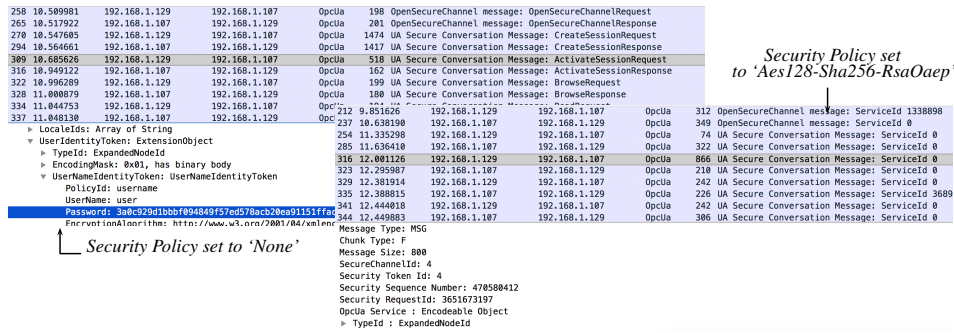 258 10.509981 192.168.1.129 192.168.1.107 OpcUa 198 OpenSecureChannel message: OpenSecureChannelRequest
265 10.517922 192.168.1.107 192.168.1.129 OpcUa 201 OpenSecureChannel message: OpenSecureChannelResponse
270 10.547605 192.168.1.129 192.168.1.107 OpcUa 1474 UA Secure Conversation Message: CreateSessionRequest
294 10.564661 192.168.1.107 192.168.1.129 OpcUa 1417 UA Secure Conversation Message: CreateSessionResponse
309 10.685626 192.168.1.129 192.168.1.107 OpcUa 518 UA Secure Conversation Message: ActivateSessionRequest
316 10.949122 192.168.1.107 192.168.1.129 OpcUa 162 UA Secure Conversation Message: ActivateSessionResponse
322 10.996289 192.168.1.129 192.168.1.107 OpcUa 199 UA Secure Conversation Message: BrowseRequest
328 11.000879 192.168.1.107 192.168.1.129 OpcUa 180 UA Secure Conversation Message: BrowseResponse
334 11.044753 192.168.1.129 192.168.1.107
337 11.048130 192.168.1.107 192.168.1.129
LocaleIds: Array of String
UserIdentityToken: ExtensionObject
TypeId: ExpandedNodeId
EncodingMask: 0x01, has binary body
UserNameIdentityToken: UserNameIdentityToken
PolicyId: username
UserName: user
Password: 3a0c929d1bbbf094849f57ed578acb20ea91151ffac
EncryptionAlgorithm: http://www.w3.org/2001/04/xmlenc
Security Policy set to ‘None’
Security Policy set
to ‘Aes128-Sha256-RsaOaep’
212 9.851626 192.168.1.129 192.168.1.107 OpcUa 312 OpenSecureChannel message: ServiceId 1338898
237 10.638190 192.168.1.107 192.168.1.129 OpcUa 349 OpenSecureChannel message: ServiceId 0
254 11.335298 192.168.1.129 192.168.1.107 OpcUa 74 UA Secure Conversation Message: ServiceId 0
285 11.636410 192.168.1.107 192.168.1.129 OpcUa 322 UA Secure Conversation Message: ServiceId 0
316 12.001126 192.168.1.129 192.168.1.107 OpcUa 866 UA Secure Conversation Message: ServiceId 0
323 12.295987 192.168.1.107 192.168.1.129 OpcUa 210 UA Secure Conversation Message: ServiceId 0
329 12.381914 192.168.1.129 192.168.1.107 OpcUa 242 UA Secure Conversation Message: ServiceId 0
335 12.388815 192.168.1.107 192.168.1.129 OpcUa 226 UA Secure Conversation Message: ServiceId 3689
341 12.444018 192.168.1.129 192.168.1.107 OpcUa 242 UA Secure Conversation Message: ServiceId 0
344 12.449883 192.168.1.107 192.168.1.129 OpcUa 306 UA Secure Conversation Message: ServiceId 0
Message Type: MSG
Chunk Type: F
Message Size: 800
SecureChannelId: 4
Security Token Id: 4
Security Sequence Number: 470580412
Security RequestId: 3651673197
OpcUa Service : Encodeable Object
TypeId : ExpandedNodeId